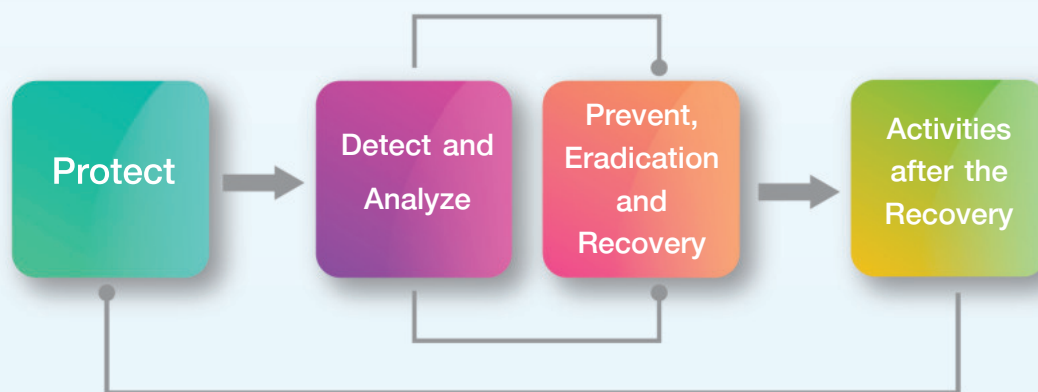 Protect
Detect and
Analyze
Prevent,
Eradication
and
Recovery
Activities
after the
Recovery